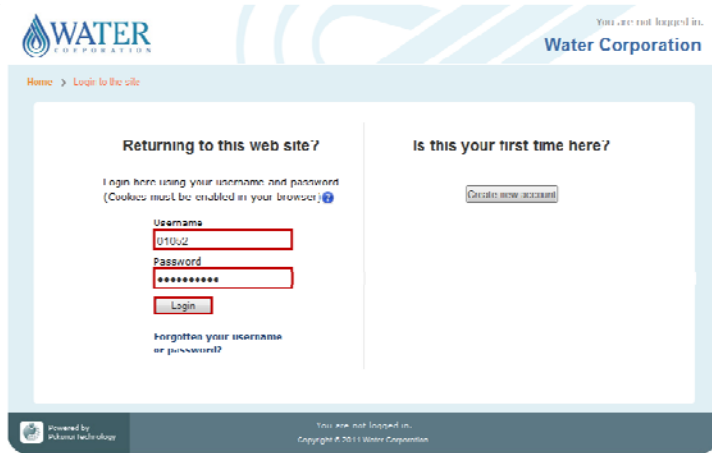 WATER
CORPORATION
You are not logged in.
Water Corporation
Home > Login to the site
Returning to this web site?
Login here using your username and password
(Cookies must be enabled in your browser)?
Username
01052
Password
••••••••••
Login
Forgotten your username
or password?
Is this your first time here?
Create new account
Powered by
Technology
You are not logged in.
Copyright © 2011 Water Corporation